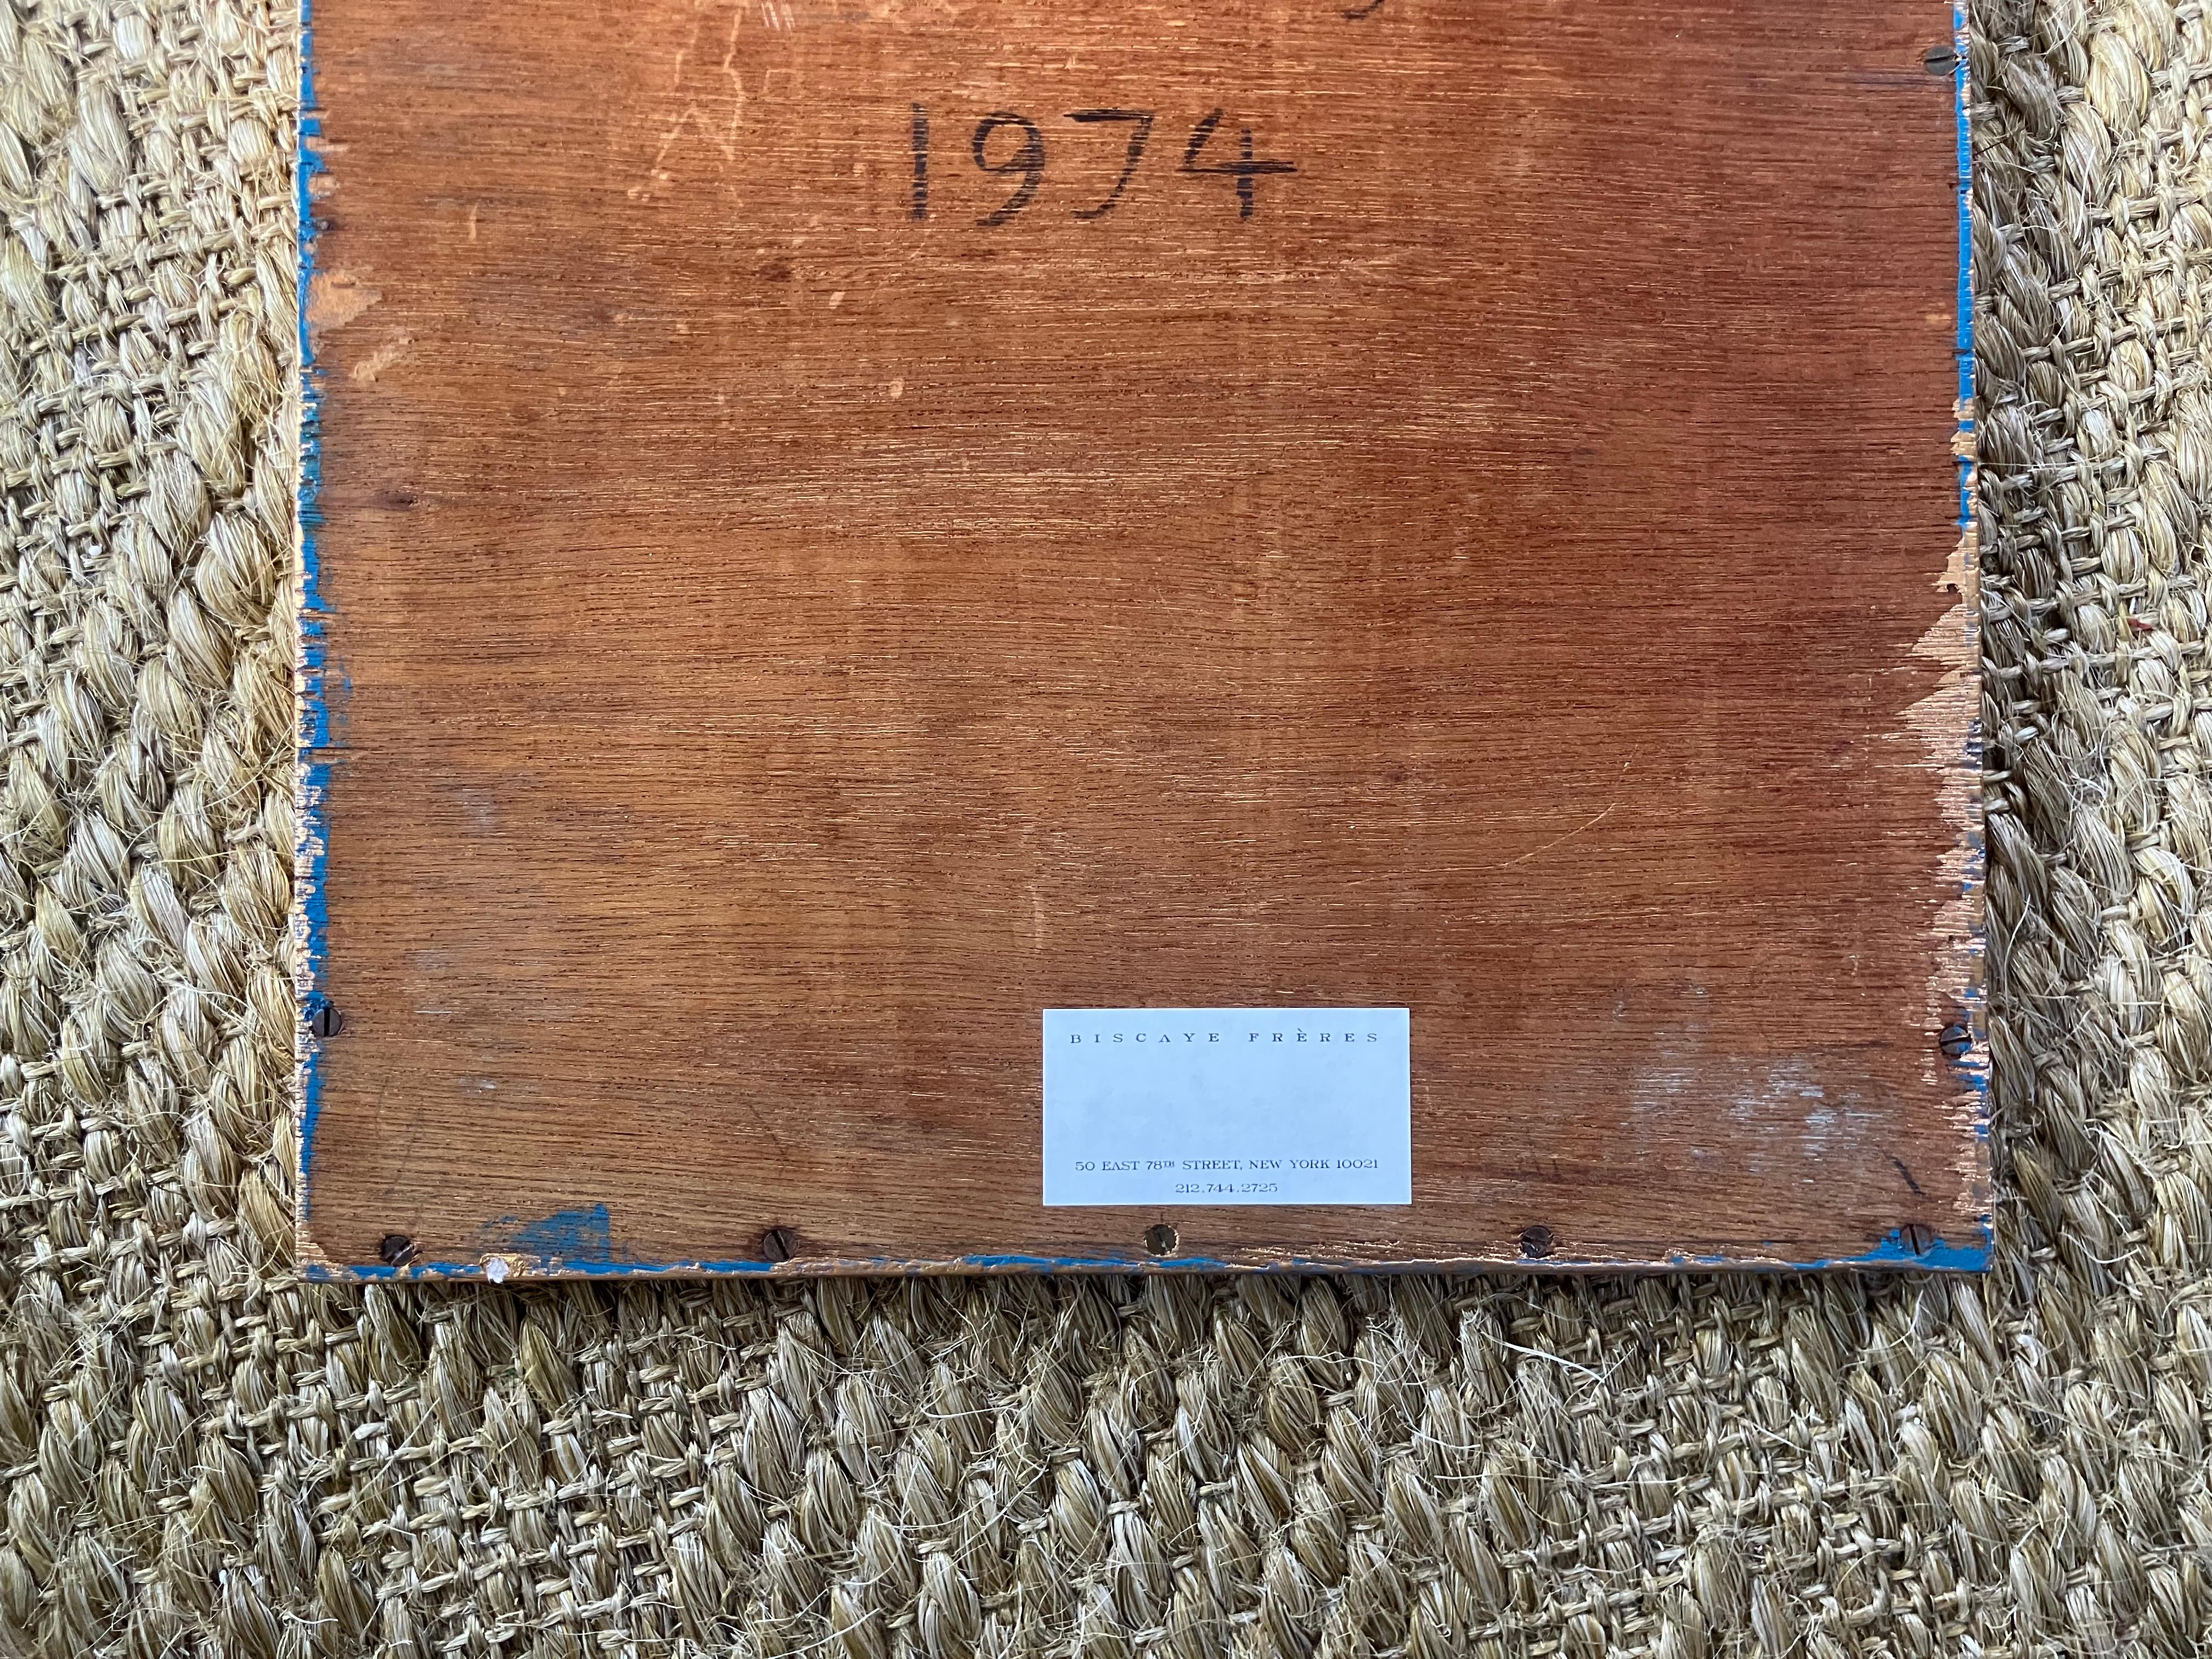 1974
BISCAYE FRÈRES
50 EAST 78TH STREET, NEW YORK 10021
212.744.2725